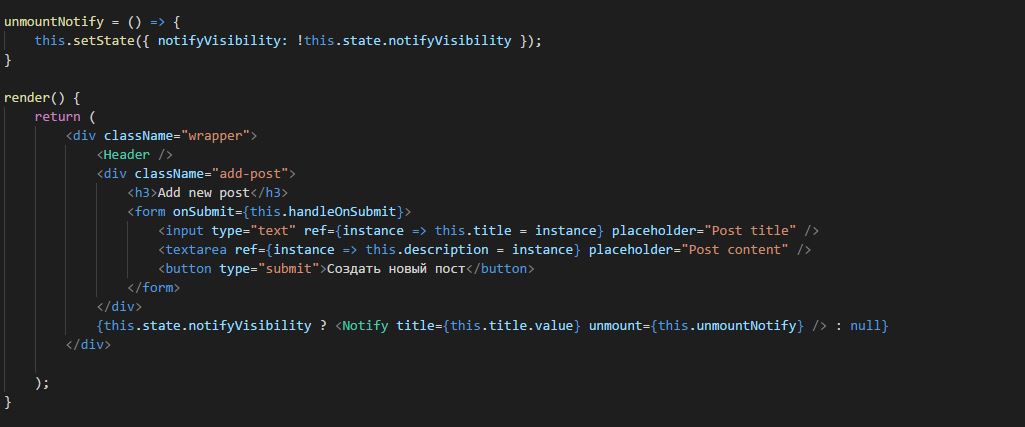 unmountNotify = () => {
this.setState({ notifyVisibility: !this.state.notifyVisibility });
}
render() {
return (
<div className="wrapper">
<Header />
<div className="add-post">
<h3>Add new post</h3>
<form onSubmit={this.handleOnSubmit}>
<input type="text" ref={instance => this.title = instance} placeholder="Post title" />
<textarea ref={instance => this.description = instance} placeholder="Post content" />
<button type="submit">Создать новый пост</button>
</form>
</div>
{this.state.notifyVisibility ? <Notify title={this.title.value} unmount={this.unmountNotify} /> : null}
</div>
);
}